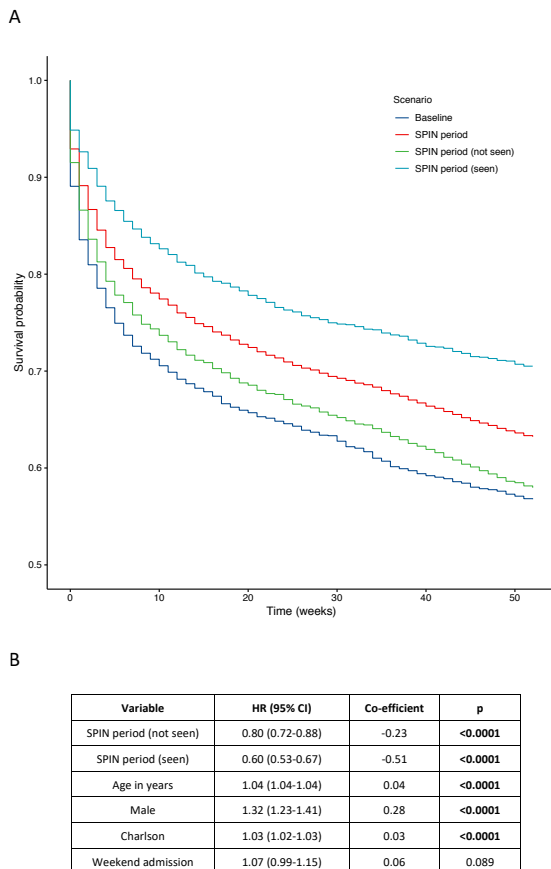 A
Scenario
Baseline
SPIN period
SPIN period (not seen)
SPIN period (seen)
1.0
0.9
0.8
0.7
0.6
0.5
Survival probability
0 10 20 30 40 50
Time (weeks)
B
Variable HR (95% CI) Co-efficient p
SPIN period (not seen) 0.80 (0.72-0.88) -0.23 <0.0001
SPIN period (seen) 0.60 (0.53-0.67) -0.51 <0.0001
Age in years 1.04 (1.04-1.04) 0.04 <0.0001
Male 1.32 (1.23-1.41) 0.28 <0.0001
Charlson 1.03 (1.02-1.03) 0.03 <0.0001
Weekend admission 1.07 (0.99-1.15) 0.06 0.089